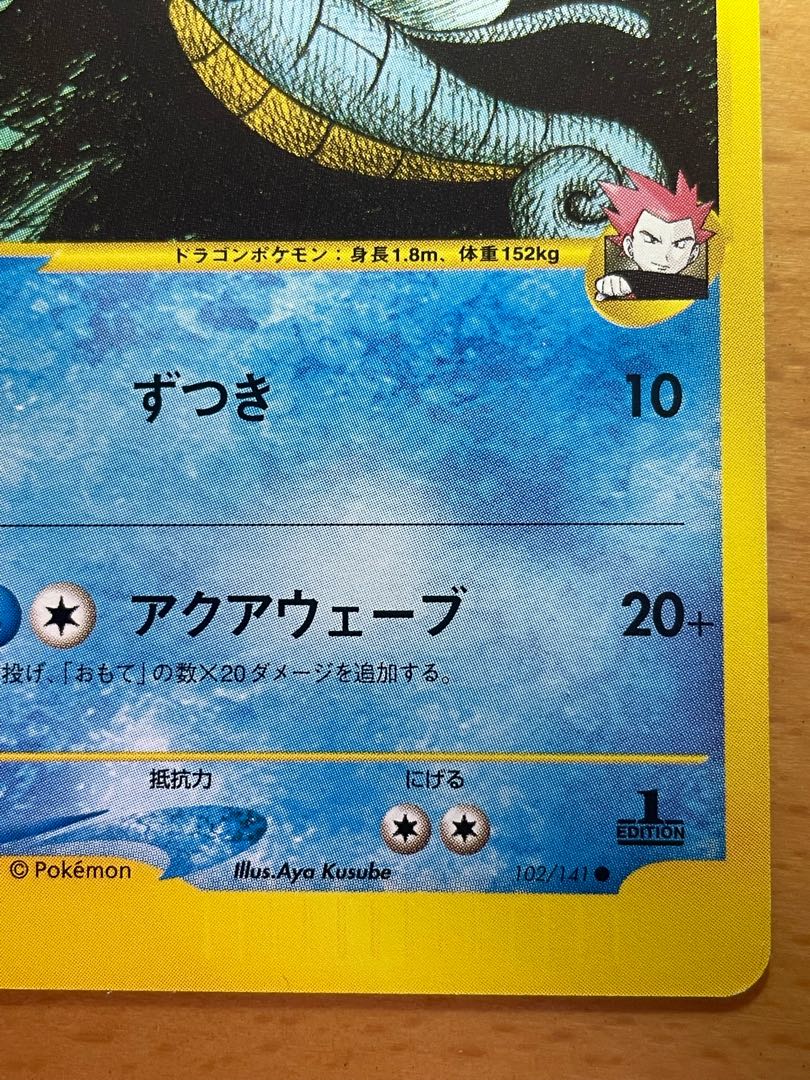 ドラゴンポケモン：身長1.8m、体重152kg
ずつき 10
アクアウェーブ 20+
投げ、「おもて」の数×20ダメージを追加する。
抵抗力 にげる
1 EDITION
© Pokémon Illus.Aya Kusube 102/141●